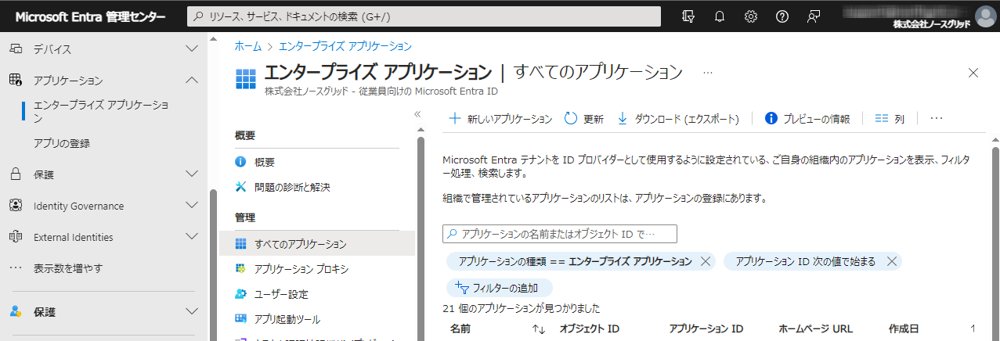 Microsoft Entra 管理センター
リソース、サービス、ドキュメントの検索 (G+/)
株式会社ノースグリッド
デバイス
アプリケーション
エンタープライズ アプリケーショ
ン
アプリの登録
保護
Identity Governance
External Identities
表示数を増やす
保護
ホーム > エンタープライズ アプリケーション
エンタープライズ アプリケーション | すべてのアプリケーション …
株式会社ノースグリッド - 従業員向けの Microsoft Entra ID
概要
概要
問題の診断と解決
管理
すべてのアプリケーション
アプリケーション プロキシ
ユーザー設定
アプリ起動ツール
新しいアプリケーション 更新 ダウンロード (エクスポート) プレビューの情報 列 …
Microsoft Entra テナントを ID プロバイダーとして使用するように設定されている、ご自身の組織内のアプリケーションを表示、フィルタ
ー処理、検索します。
組織で管理されているアプリケーションのリストは、アプリケーションの登録にあります。
アプリケーションの名前またはオブジェクト ID で…
アプリケーションの種類 == エンタープライズ アプリケーション
アプリケーション ID 次の値で始まる
フィルターの追加
21 個のアプリケーションが見つかりました
名前 オブジェクト ID アプリケーション ID ホームページ URL 作成日